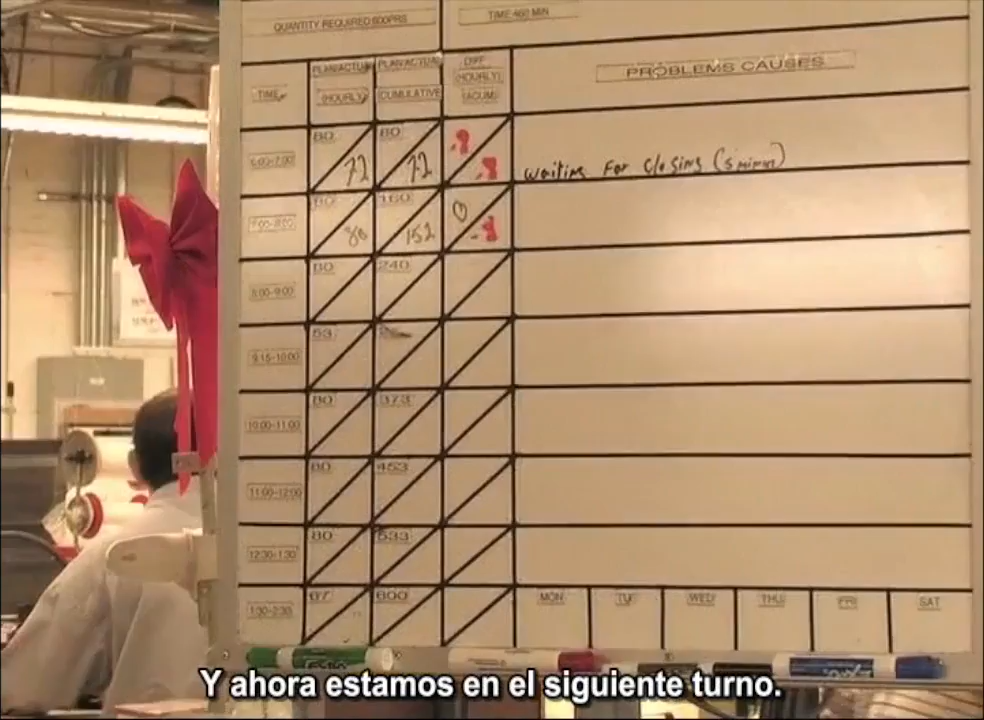 QUANTITY REQUIRED 600PRS
TIME 460 MIN
TIME
PLAN/ACTUAL (HOURLY)
PLAN/ACTUAL CUMULATIVE
DIFF (HOURLY) (ACUM)
PROBLEMS CAUSES
6:00-7:00 80 72 80 72 -8 -8 waiting For closing (5 minut)
7:00-8:00 80 80 160 152 0 -8
8:00-9:00 80 240
9:15-10:00 53
10:00-11:00 80 373
11:00-12:00 80 453
12:30-1:30 80 533
1:30-2:30 67 600
MON TUE WED THU FRI SAT
EXPO
Y ahora estamos en el siguiente turno.